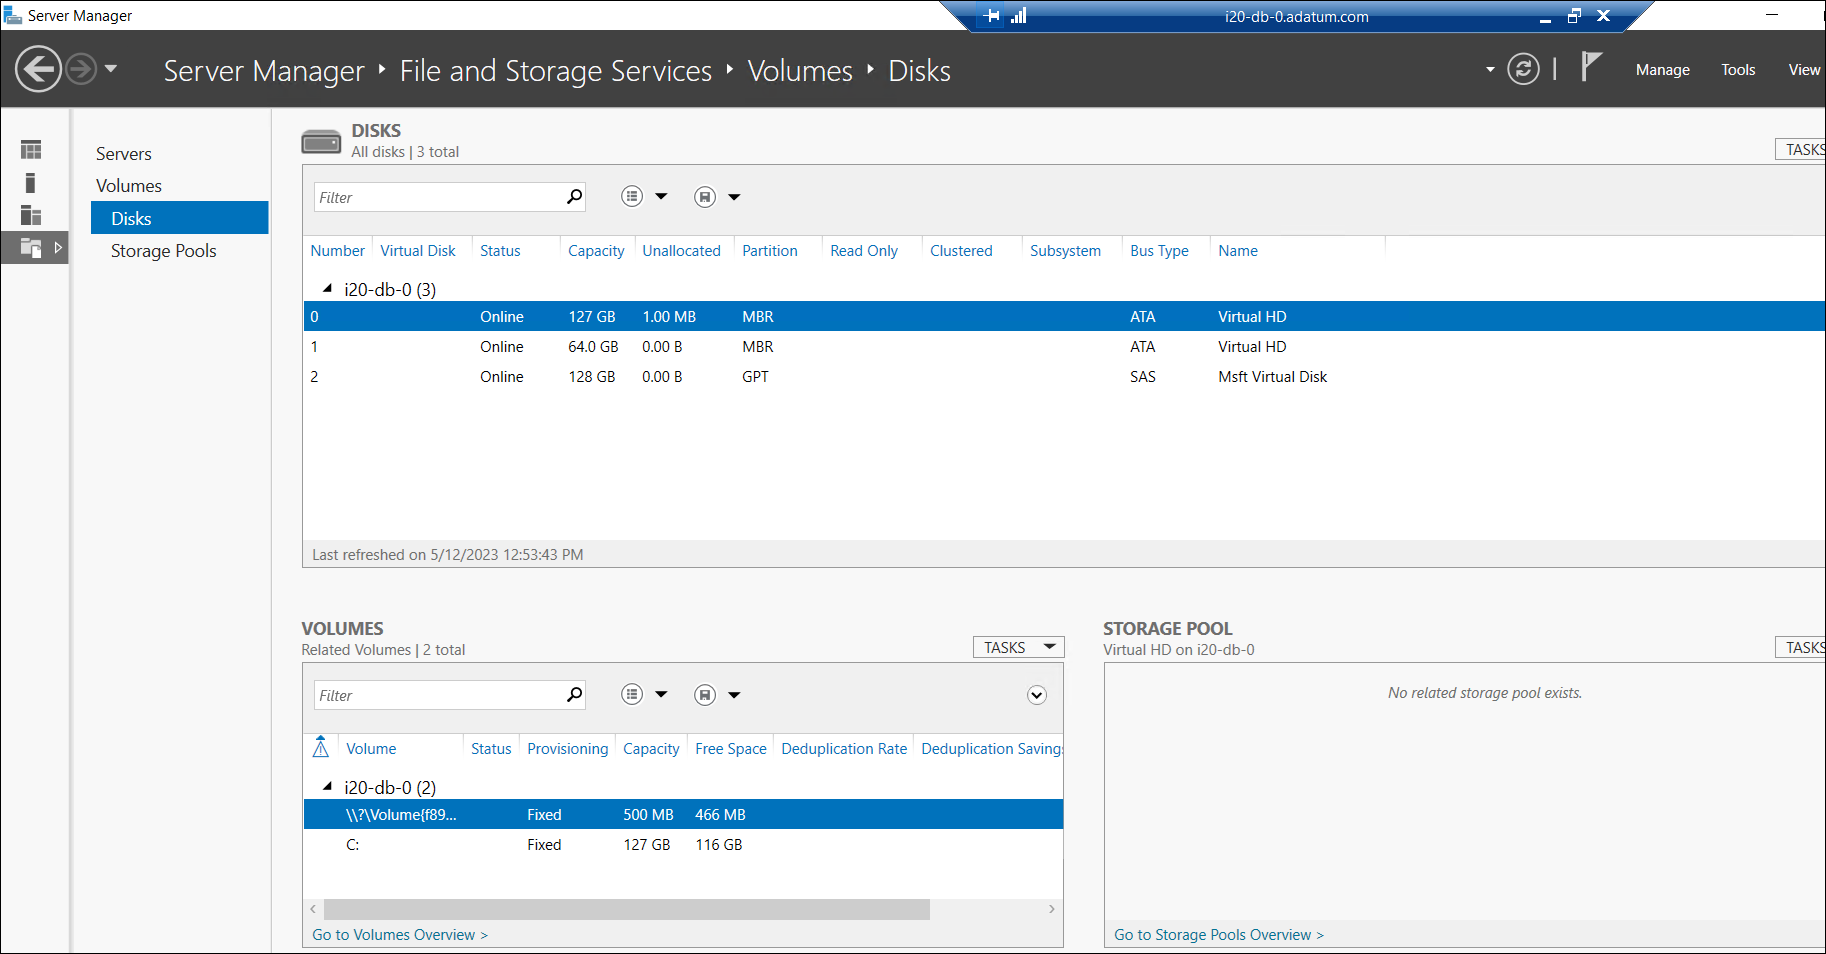 Server Manager
i20-db-0.adatum.com
Server Manager File and Storage Services Volumes Disks
Manage Tools View
Servers
Volumes
Disks
Storage Pools
DISKS
All disks | 3 total
TASKS
Filter
Number Virtual Disk Status Capacity Unallocated Partition Read Only Clustered Subsystem Bus Type Name
i20-db-0 (3)
0 Online 127 GB 1.00 MB MBR ATA Virtual HD
1 Online 64.0 GB 0.00 B MBR ATA Virtual HD
2 Online 128 GB 0.00 B GPT SAS Msft Virtual Disk
Last refreshed on 5/12/2023 12:53:43 PM
VOLUMES
Related Volumes | 2 total
TASKS
Filter
Volume Status Provisioning Capacity Free Space Deduplication Rate Deduplication Savings
i20-db-0 (2)
\\?\Volume{f89... Fixed 500 MB 466 MB
C: Fixed 127 GB 116 GB
Go to Volumes Overview >
STORAGE POOL
Virtual HD on i20-db-0
TASKS
No related storage pool exists.
Go to Storage Pools Overview >